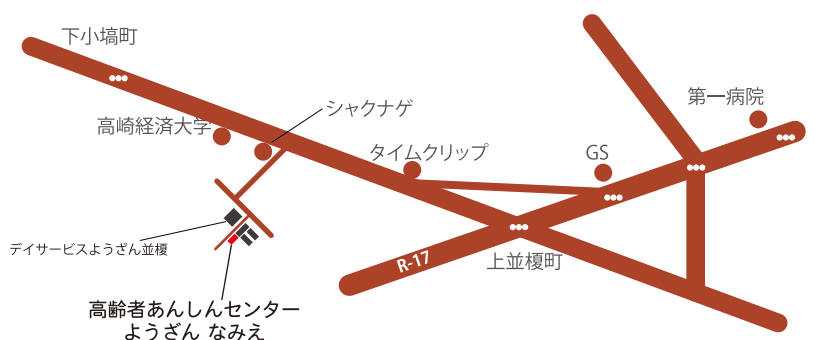 下小塙町
シャクナゲ
第一病院
高崎経済大学
タイムクリップ
GS
デイサービスようざん並榎
R-17
上並榎町
高齢者あんしんセンター
ようざん なみえ